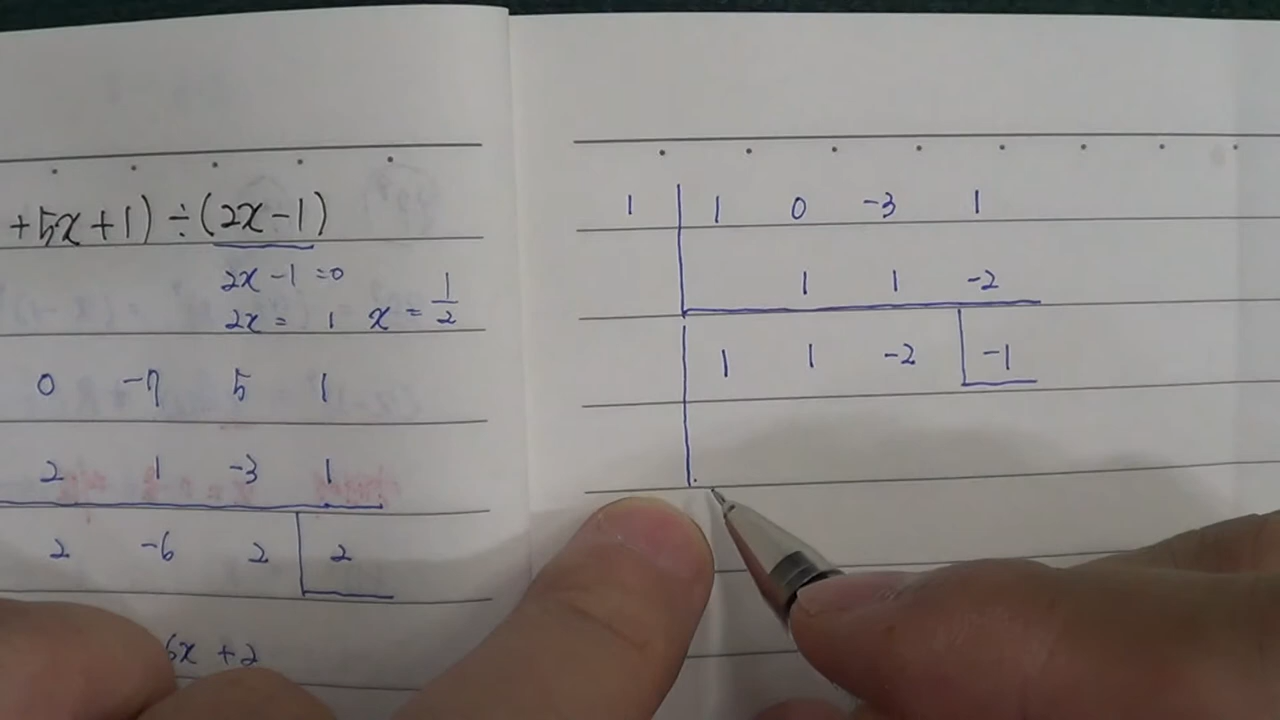 +5x+1)÷(2x-1)
2x-1=0
2x= 1 x=1/2
0 -7 5 1
2 1 -3 1
2 -6 2 2
6x+2
1 1 0 -3 1
1 1 -2
1 1 -2 -1